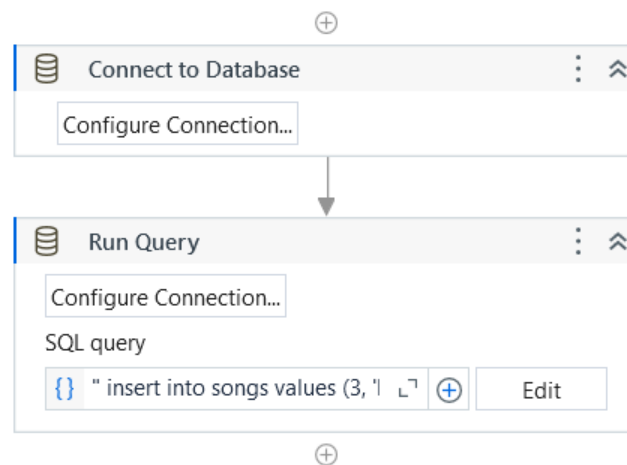 Connect to Database
Configure Connection...
Run Query
Configure Connection...
SQL query
{} " insert into songs values (3, ' Edit